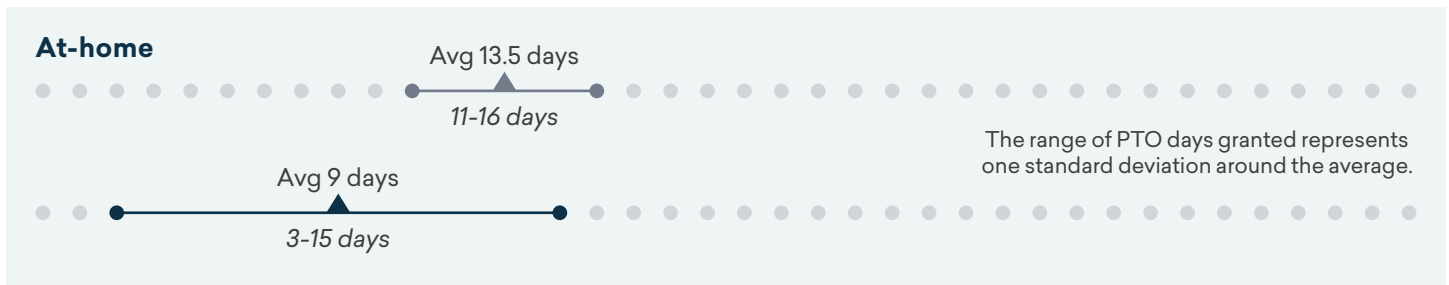 At-home
Avg 13.5 days
11-16 days
The range of PTO days granted represents
one standard deviation around the average.
Avg 9 days
3-15 days